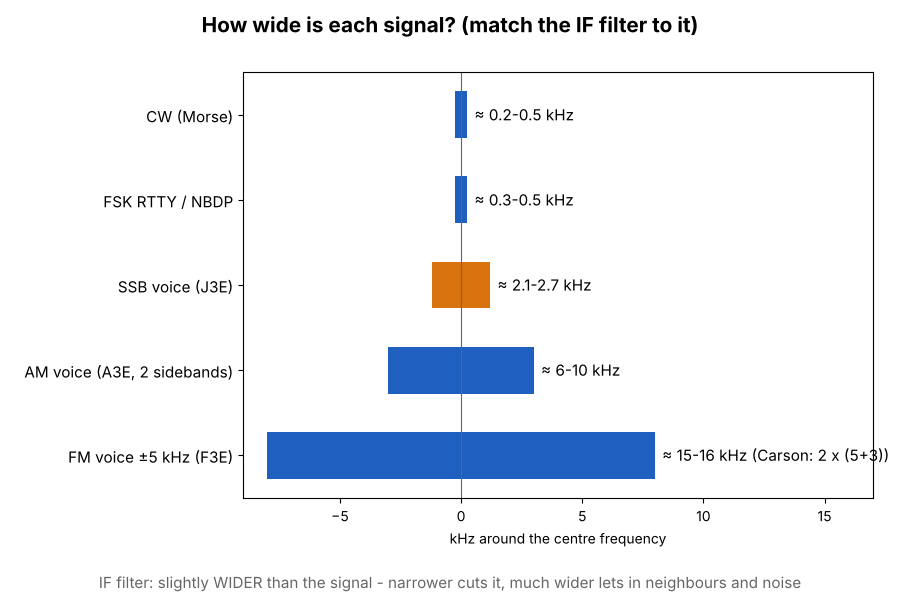 How wide is each signal? (match the IF filter to it)
CW (Morse)
≈ 0.2-0.5 kHz
FSK RTTY / NBDP
≈ 0.3-0.5 kHz
SSB voice (J3E)
≈ 2.1-2.7 kHz
AM voice (A3E, 2 sidebands)
≈ 6-10 kHz
FM voice ±5 kHz (F3E)
≈ 15-16 kHz (Carson: 2 x (5+3))
−5 0 5 10 15
kHz around the centre frequency
IF filter: slightly WIDER than the signal - narrower cuts it, much wider lets in neighbours and noise